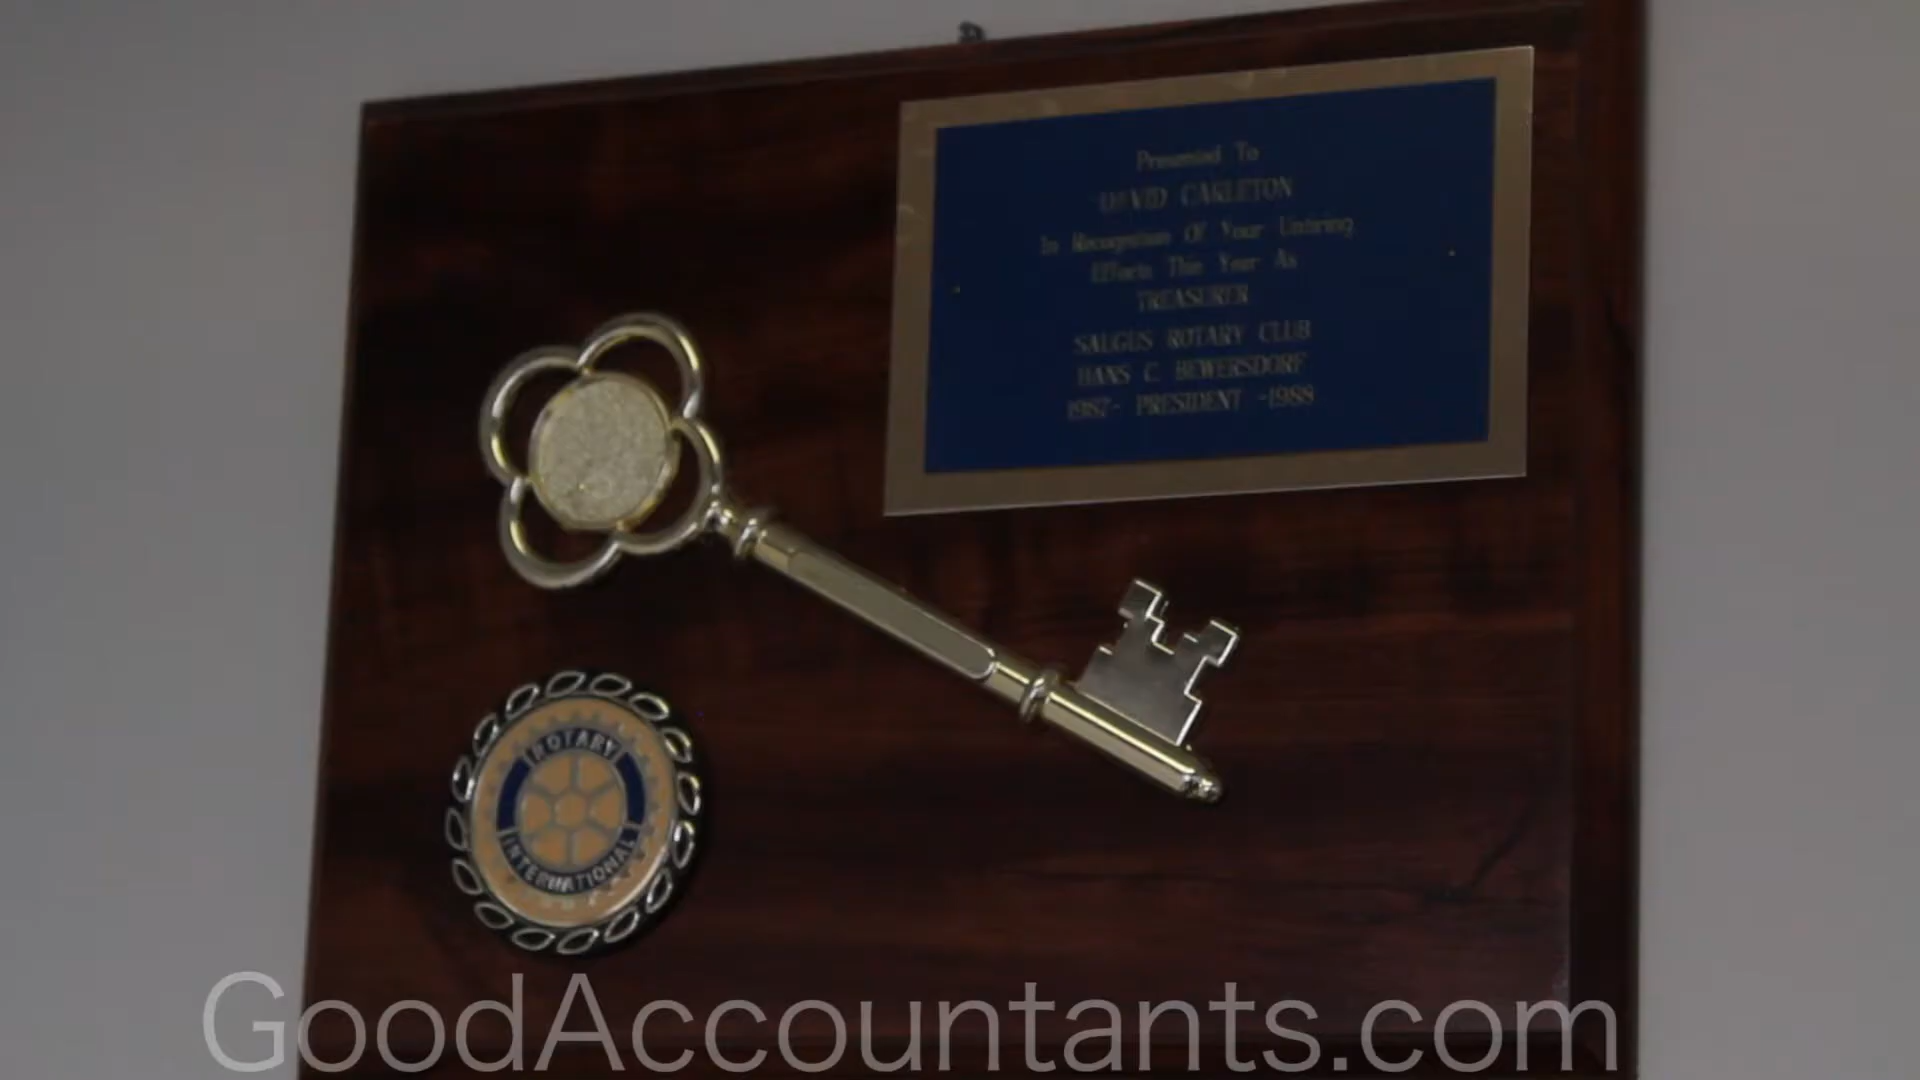 Presented To
DAVID CARLETON
In Recognition Of Your Untiring
Efforts This Year As
TREASURER
SAUGUS ROTARY CLUB
HANS C. BEWERSDORF
1987- PRESIDENT -1988
ROTARY
INTERNATIONAL
GoodAccountants.com